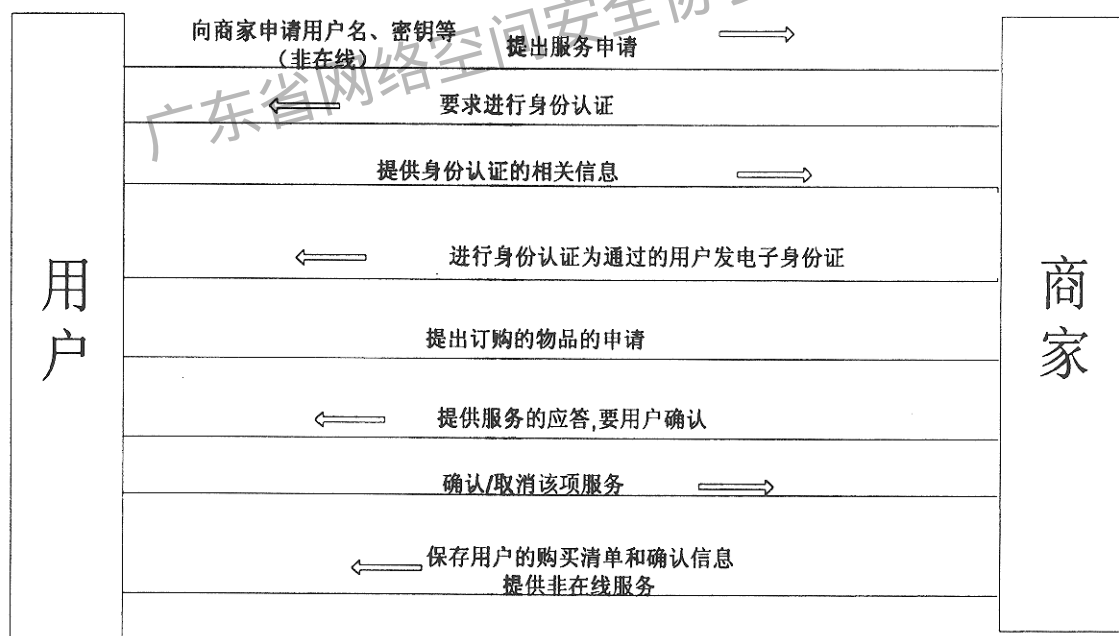 向商家申请用户名、密钥等
（非在线）
提出服务申请
要求进行身份认证
提供身份认证的相关信息
进行身份认证为通过的用户发电子身份证
提出订购的物品的申请
提供服务的应答,要用户确认
确认/取消该项服务
保存用户的购买清单和确认信息
提供非在线服务
用户
商家
广东省网络空间安全协